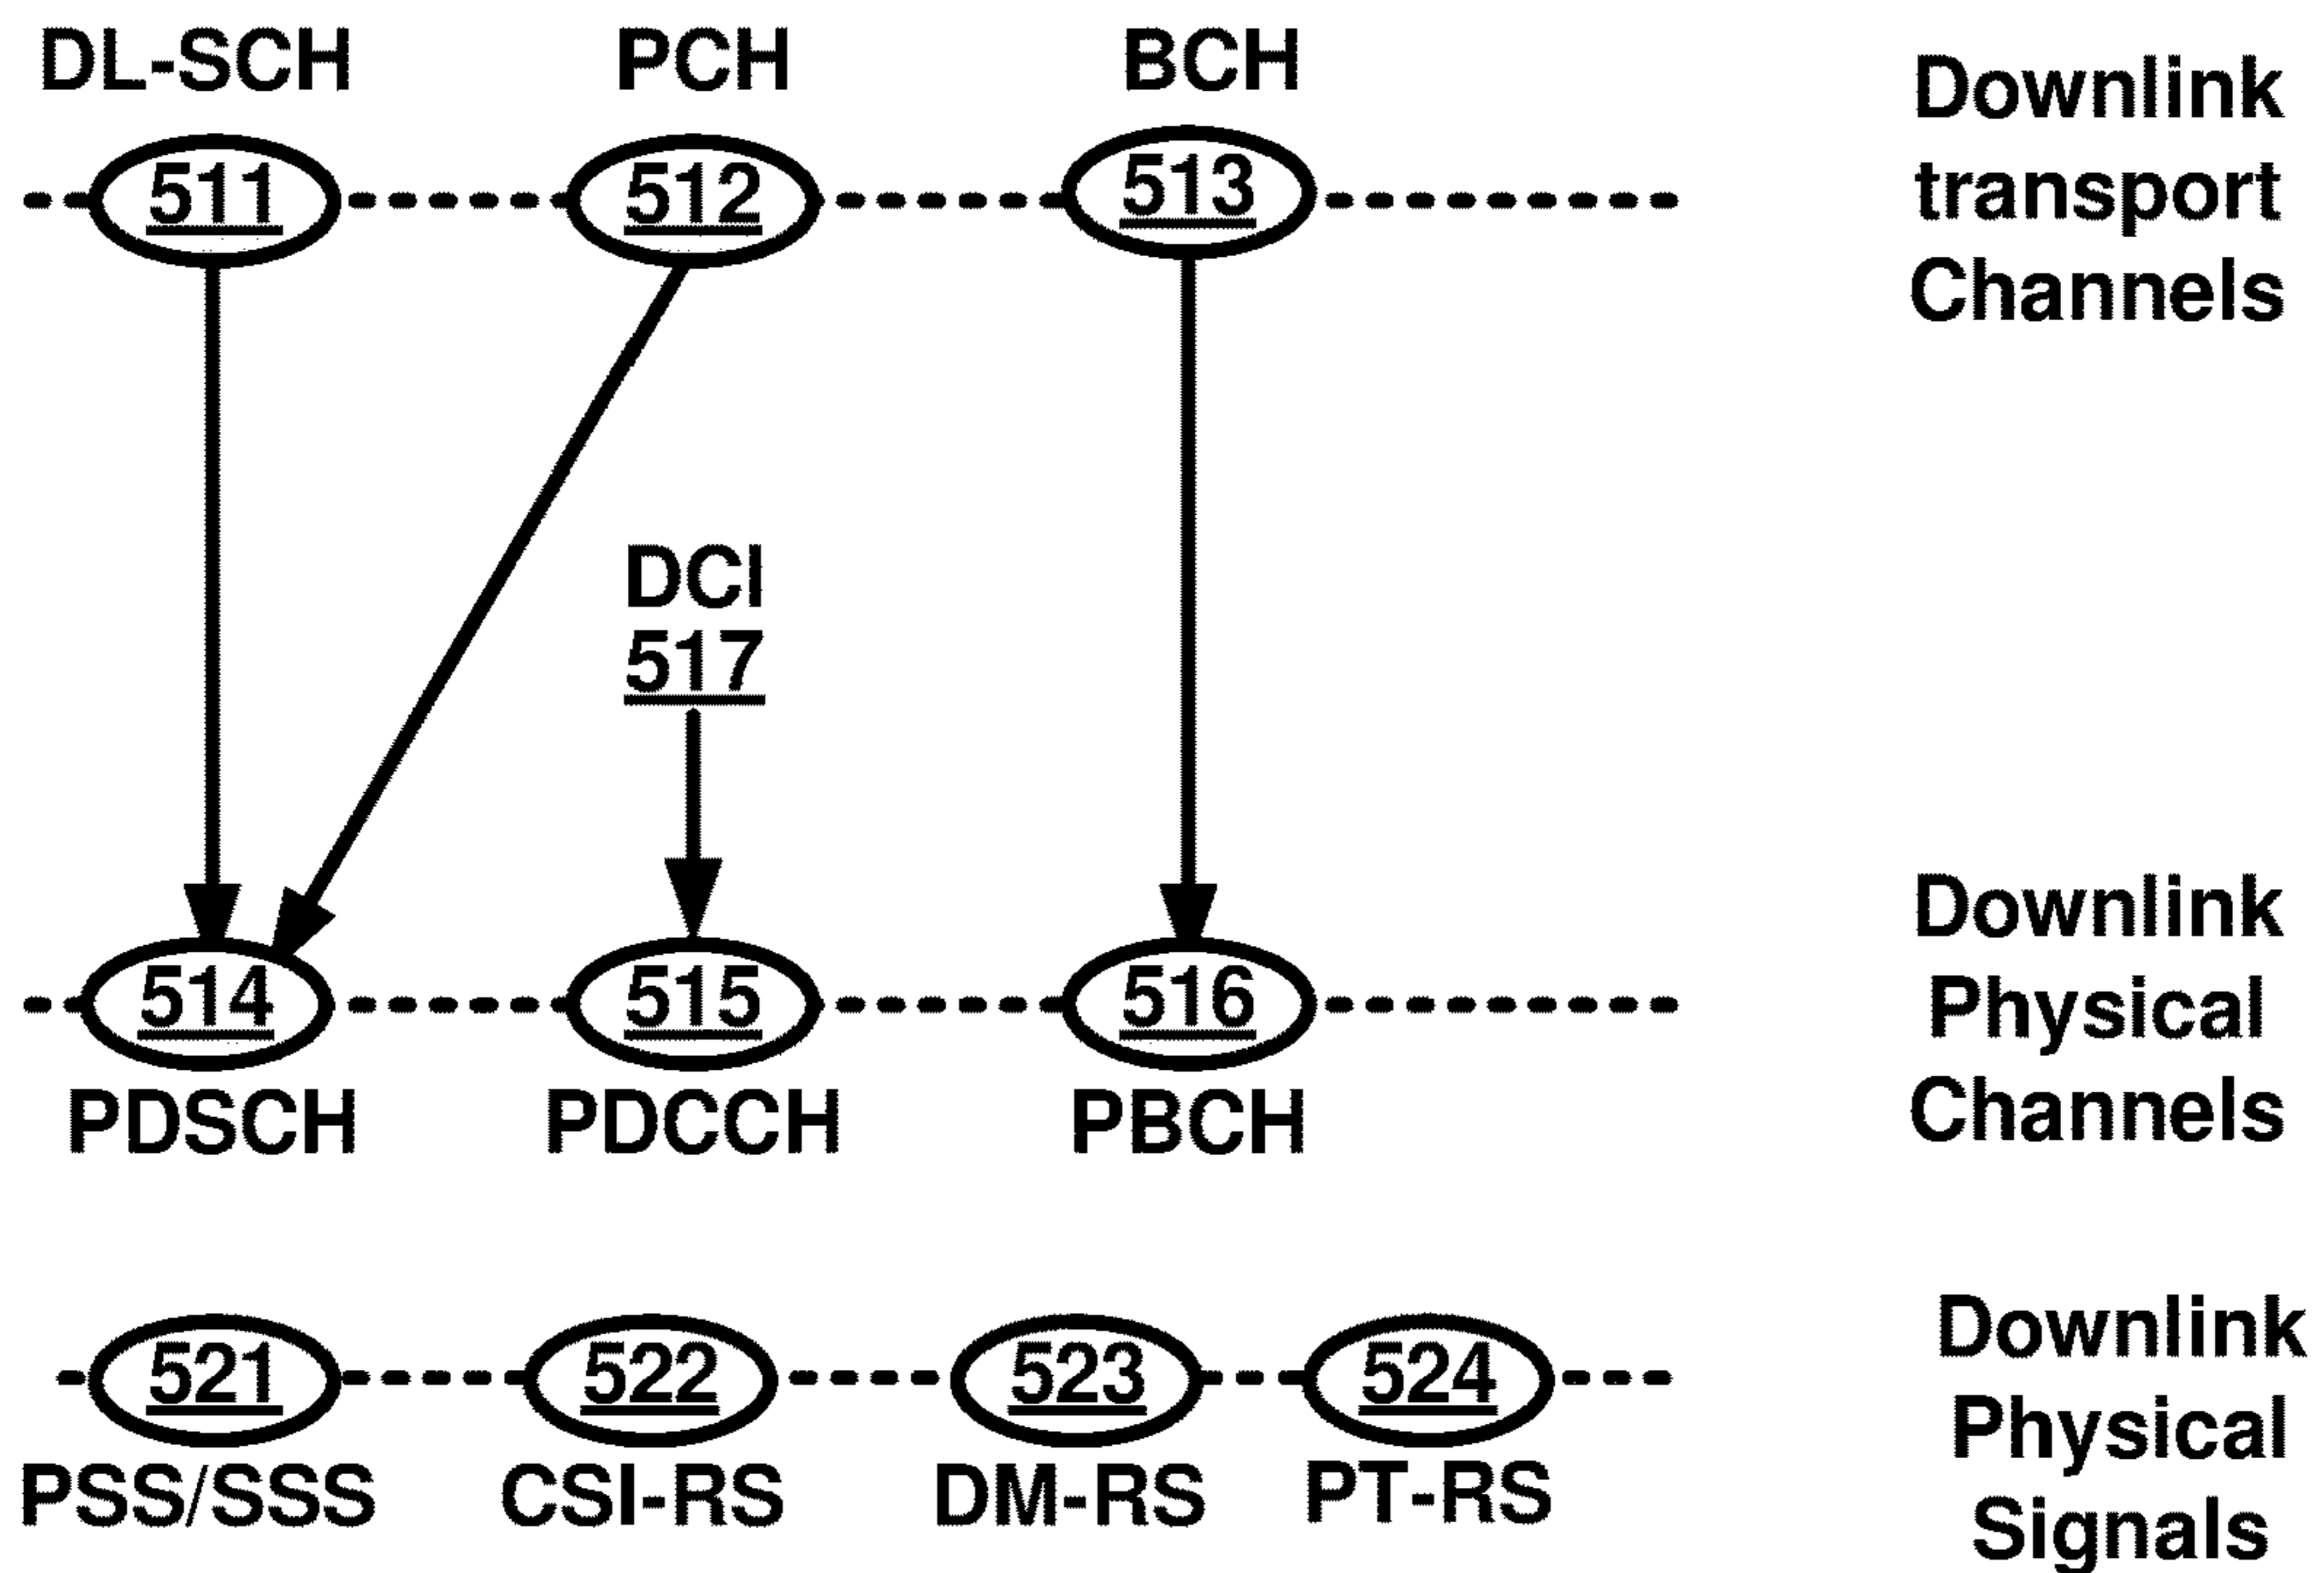 DL-SCH PCH BCH
511 512 513
Downlink
transport
Channels
DCI
517
514 515 516
PDSCH PDCCH PBCH
Downlink
Physical
Channels
521 522 523 524
PSS/SSS CSI-RS DM-RS PT-RS
Downlink
Physical
Signals